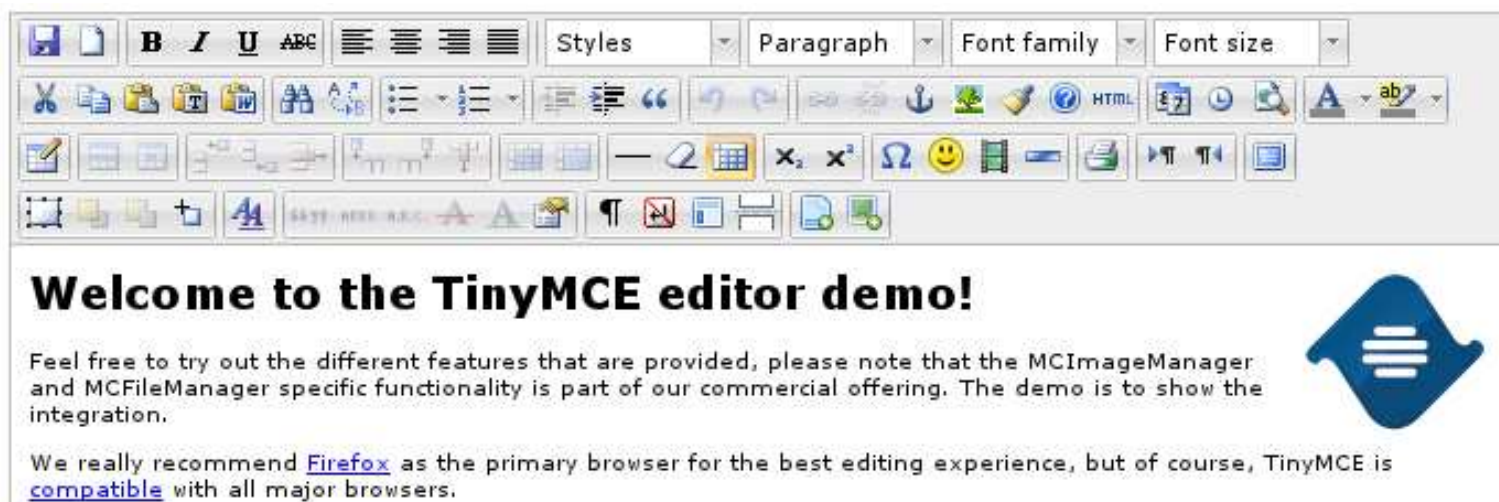 B I U ABC Styles Paragraph Font family Font size
HTML A ab
x₂ x² Ω ¶ ¶
¶
Welcome to the TinyMCE editor demo!
Feel free to try out the different features that are provided, please note that the MCImageManager
and MCFileManager specific functionality is part of our commercial offering. The demo is to show the
integration.
We really recommend Firefox as the primary browser for the best editing experience, but of course, TinyMCE is
compatible with all major browsers.